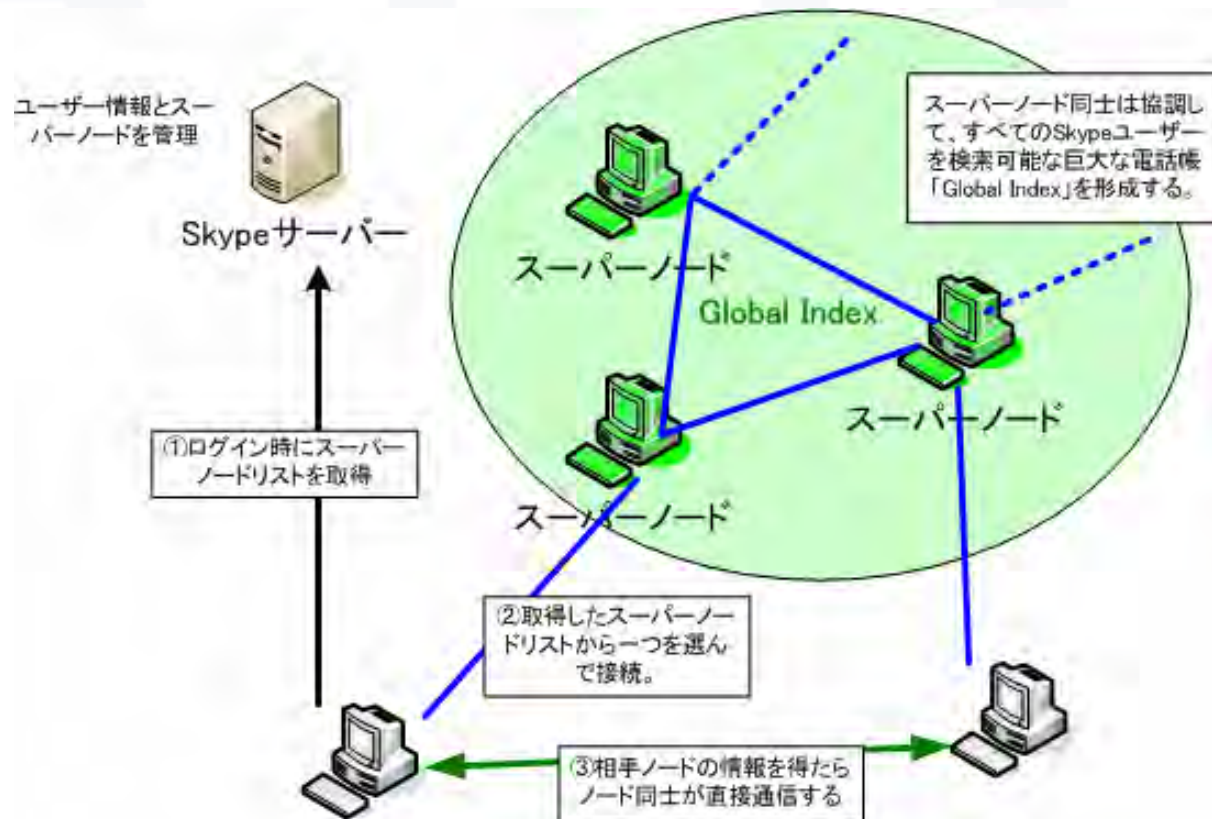 ユーザー情報とスー
パーノードを管理
Skypeサーバー
スーパーノード同士は協調し
て、すべてのSkypeユーザー
を検索可能な巨大な電話帳
「Global Index」を形成する。
スーパーノード
Global Index
スーパーノード
スーパーノード
①ログイン時にスーパー
ノードリストを取得
②取得したスーパーノー
ドリストから一つを選ん
で接続。
③相手ノードの情報を得たら
ノード同士が直接通信する